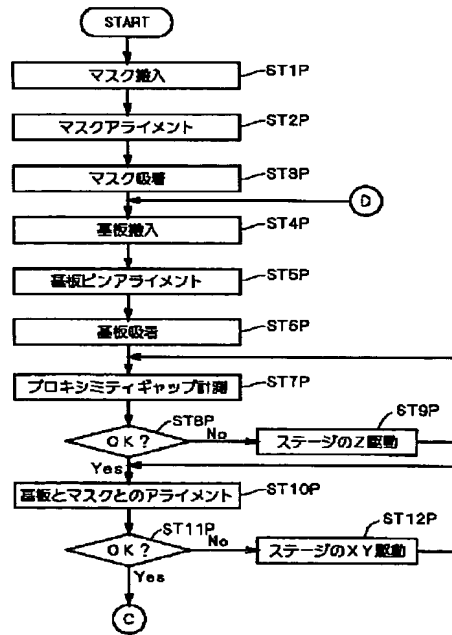 START
マスク搬入
ST1P
マスクアライメント
ST2P
マスク吸着
ST3P
D
基板搬入
ST4P
基板ピンアライメント
ST5P
基板吸着
ST6P
プロキシミティギャップ計測
ST7P
ST8P
OK?
No
Yes
ST9P
ステージのZ駆動
基板とマスクとのアライメント
ST10P
ST11P
OK?
No
Yes
ST12P
ステージのXY駆動
C